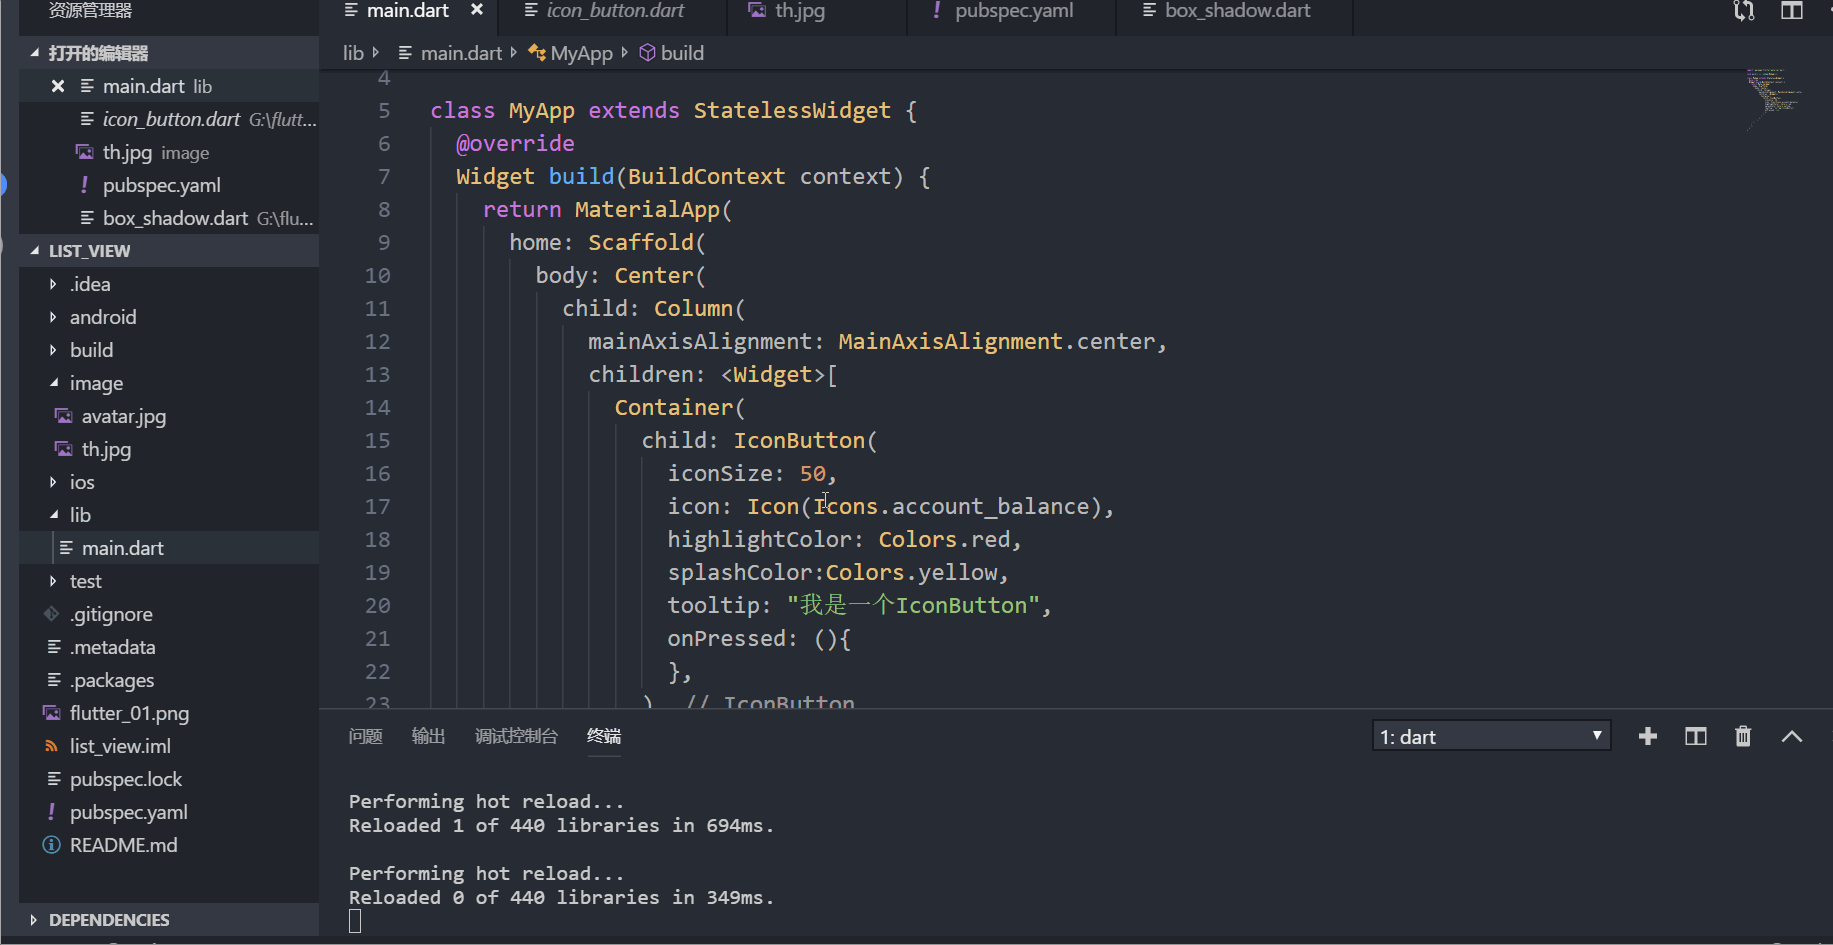 资源管理器
打开的编辑器
main.dart lib
icon_button.dart G:\flutt...
th.jpg image
pubspec.yaml
box_shadow.dart G:\flu...
LIST_VIEW
.idea
android
build
image
avatar.jpg
th.jpg
ios
lib
main.dart
test
.gitignore
.metadata
.packages
flutter_01.png
list_view.iml
pubspec.lock
pubspec.yaml
README.md
DEPENDENCIES
main.dart
icon_button.dart
th.jpg
pubspec.yaml
box_shadow.dart
lib main.dart MyApp build
4
5 class MyApp extends StatelessWidget {
6 @override
7 Widget build(BuildContext context) {
8 return MaterialApp(
9 home: Scaffold(
10 body: Center(
11 child: Column(
12 mainAxisAlignment: MainAxisAlignment.center,
13 children: <Widget>[
14 Container(
15 child: IconButton(
16 iconSize: 50,
17 icon: Icon(Icons.account_balance),
18 highlightColor: Colors.red,
19 splashColor:Colors.yellow,
20 tooltip: "我是一个IconButton",
21 onPressed: (){
22 },
23 ) // IconButton
问题 输出 调试控制台 终端
1: dart
Performing hot reload...
Reloaded 1 of 440 libraries in 694ms.
Performing hot reload...
Reloaded 0 of 440 libraries in 349ms.